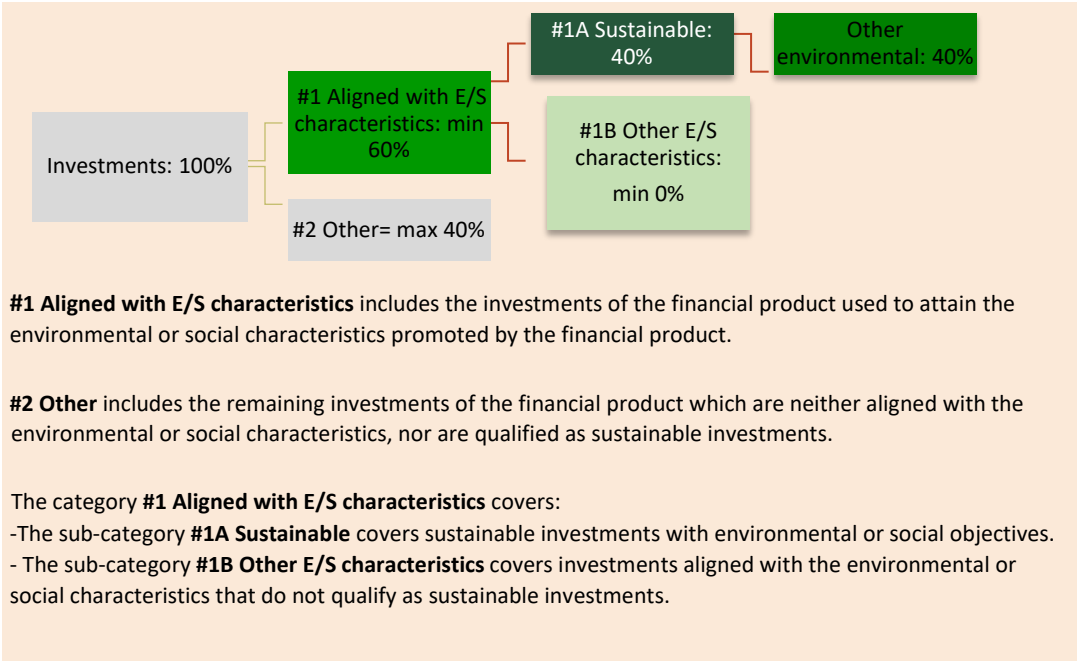 #1A Sustainable:
40%
Other
environmental: 40%
#1 Aligned with E/S
characteristics: min
60%
#1B Other E/S
characteristics:
min 0%
Investments: 100%
#2 Other= max 40%
#1 Aligned with E/S characteristics includes the investments of the financial product used to attain the
environmental or social characteristics promoted by the financial product.
#2 Other includes the remaining investments of the financial product which are neither aligned with the
environmental or social characteristics, nor are qualified as sustainable investments.
The category #1 Aligned with E/S characteristics covers:
-The sub-category #1A Sustainable covers sustainable investments with environmental or social objectives.
- The sub-category #1B Other E/S characteristics covers investments aligned with the environmental or
social characteristics that do not qualify as sustainable investments.